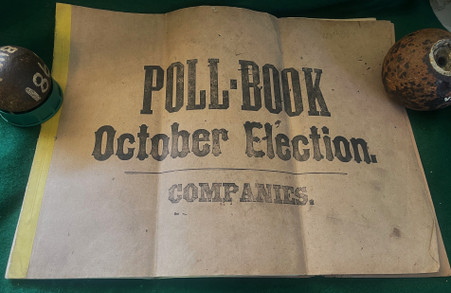 POLL-BOOK
October Election.
COMPANIES.